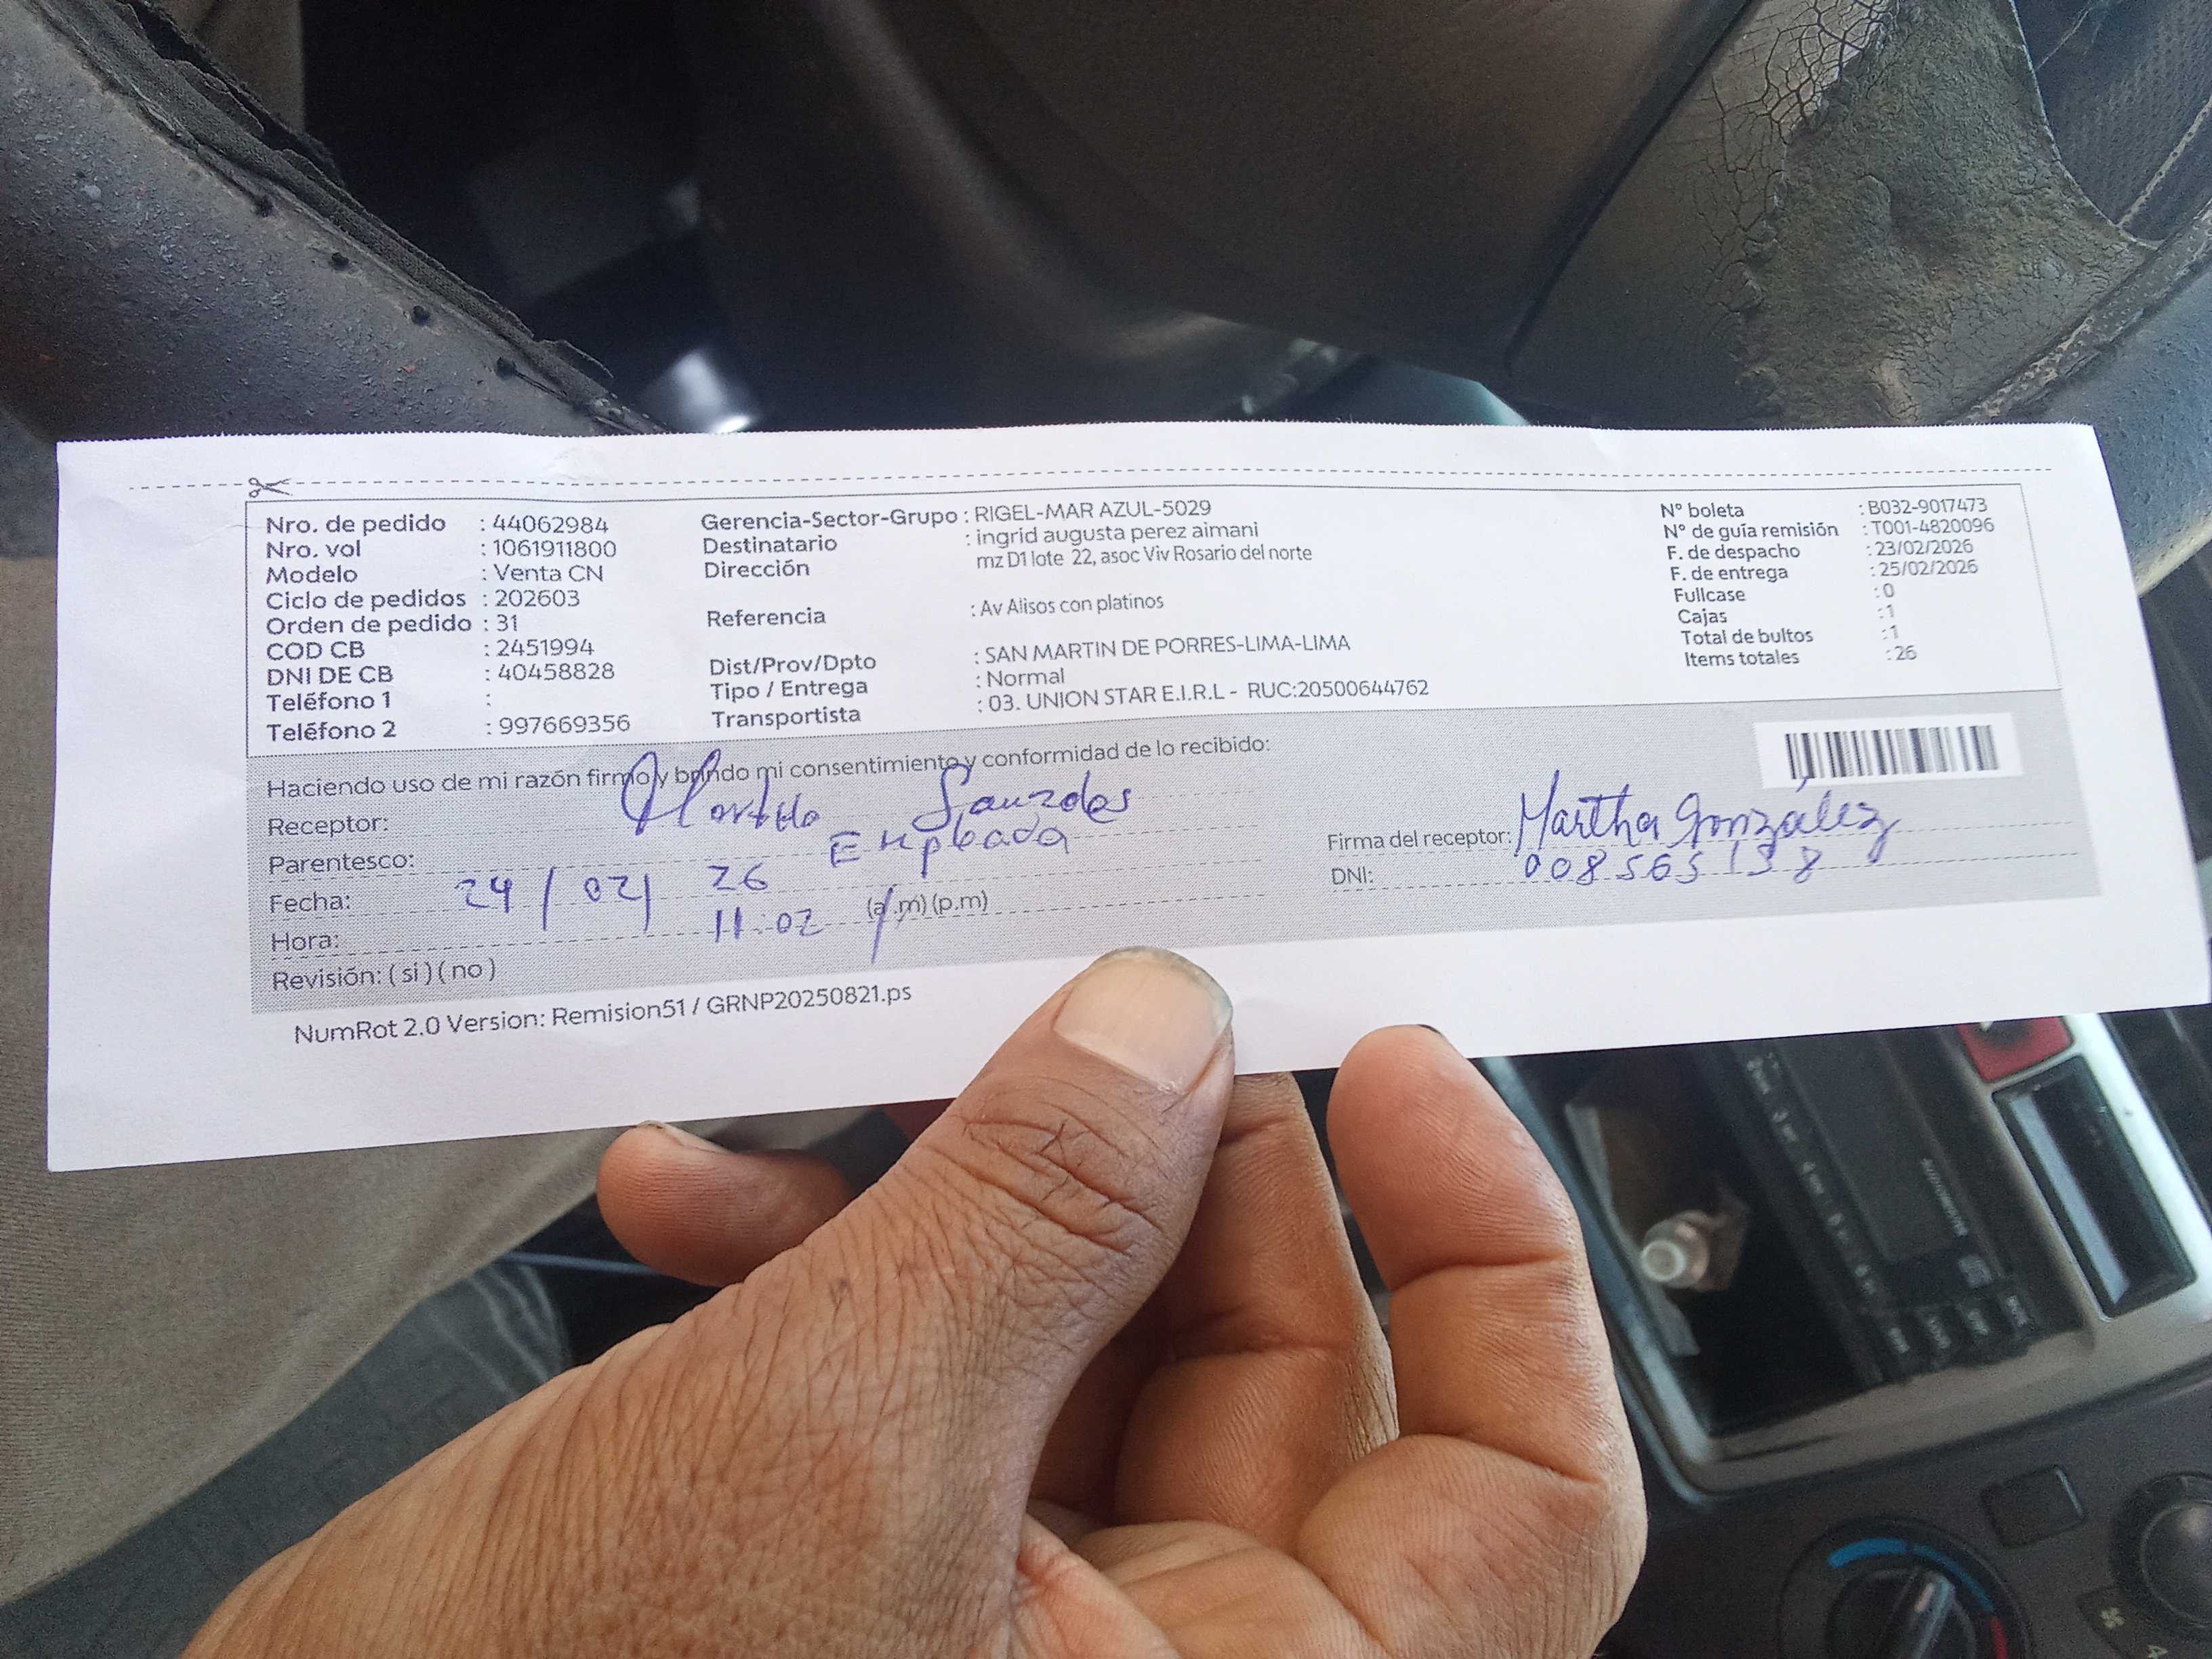 Nro. de pedido : 44062984
Nro. vol : 1061911800
Modelo : Venta CN
Ciclo de pedidos : 202603
Orden de pedido : 31
COD CB : 2451994
DNI DE CB : 40458828
Teléfono 1 :
Teléfono 2 : 997669356
Gerencia-Sector-Grupo : RIGEL-MAR AZUL-5029
Destinatario : ingrid augusta perez aimani
Dirección mz D1 lote 22, asoc Viv Rosario del norte
Referencia : Av Alisos con platinos
Dist/Prov/Dpto : SAN MARTIN DE PORRES-LIMA-LIMA
Tipo / Entrega : Normal
Transportista : 03. UNION STAR E.I.R.L - RUC:20500644762
N° boleta : B032-9017473
N° de guía remisión : T001-4820096
F. de despacho : 23/02/2026
F. de entrega : 25/02/2026
Fullcase : 0
Cajas : 1
Total de bultos : 1
Items totales : 26
Haciendo uso de mi razón firmo y brindo mi consentimiento y conformidad de lo recibido:
Receptor:
Parentesco: Empleada
Fecha: 24/02/26
Hora: 11:02 (a.m) (p.m)
Revisión: ( si ) ( no )
Firma del receptor: Martha González
DNI: 008565138
NumRot 2.0 Version: Remision51 / GRNP20250821.ps